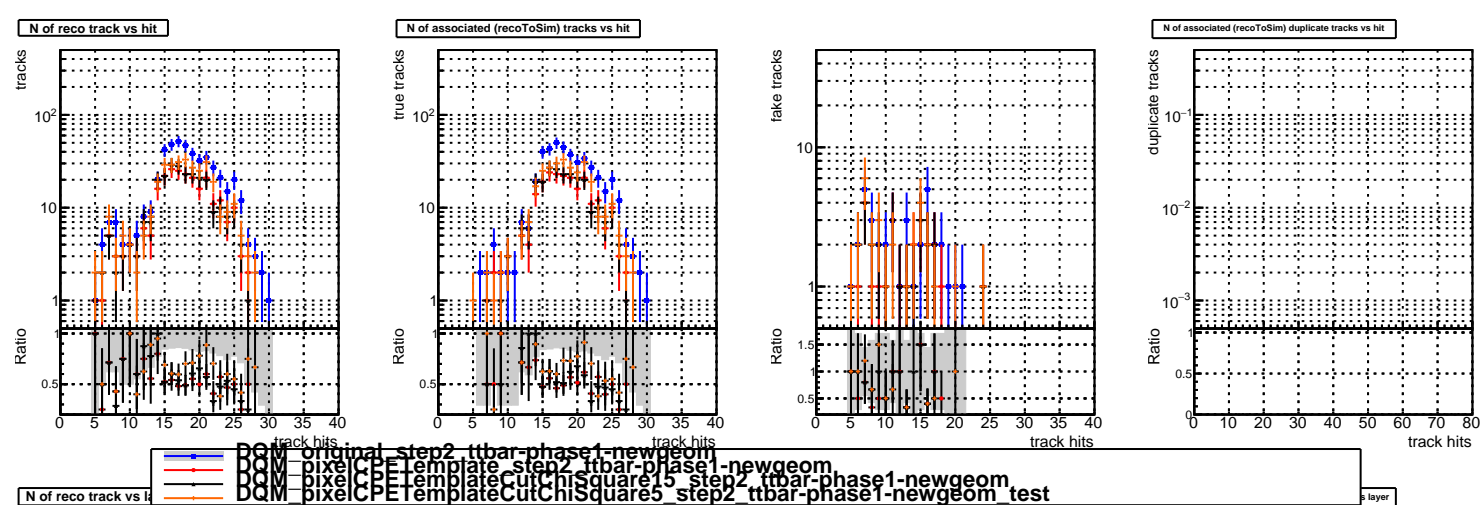 N of reco track vs hit
N of associated (recoToSim) tracks vs hit
N of associated (recoToSim) duplicate tracks vs hit
tracks
10²
10
1
Ratio
1
0.5
0 5 10 15 20 25 30 35 40
track hits
true tracks
10²
10
1
Ratio
1
0.5
0 5 10 15 20 25 30 35 40
track hits
fake tracks
10
1
Ratio
1.5
1
0.5
0 5 10 15 20 25 30 35 40
track hits
duplicate tracks
10⁻¹
10⁻²
10⁻³
Ratio
1
0.5
0
0 10 20 30 40 50 60 70 80
track hits
DQM_original_step2_ttbar-phase1-newgeom
DQM_pixelCPETemplate_step2_ttbar-phase1-newgeom
DQM_pixelCPETemplateCutChiSquare15_step2_ttbar-phase1-newgeom
DQM_pixelCPETemplateCutChiSquare5_step2_ttbar-phase1-newgeom_test
N of reco track vs
layer